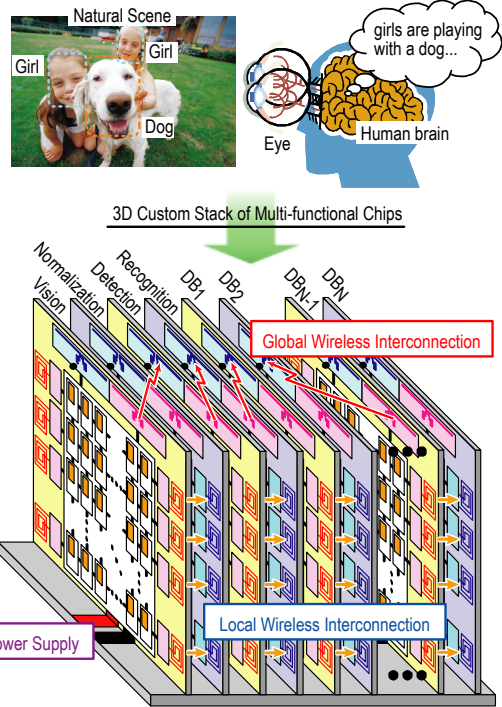 Natural Scene
Girl
Girl
Dog
girls are playing
with a dog...
Eye
Human brain
3D Custom Stack of Multi-functional Chips
Vision
Normalization
Detection
Recognition
DB1
DB2
DBN-1
DBN
Global Wireless Interconnection
Local Wireless Interconnection
ower Supply